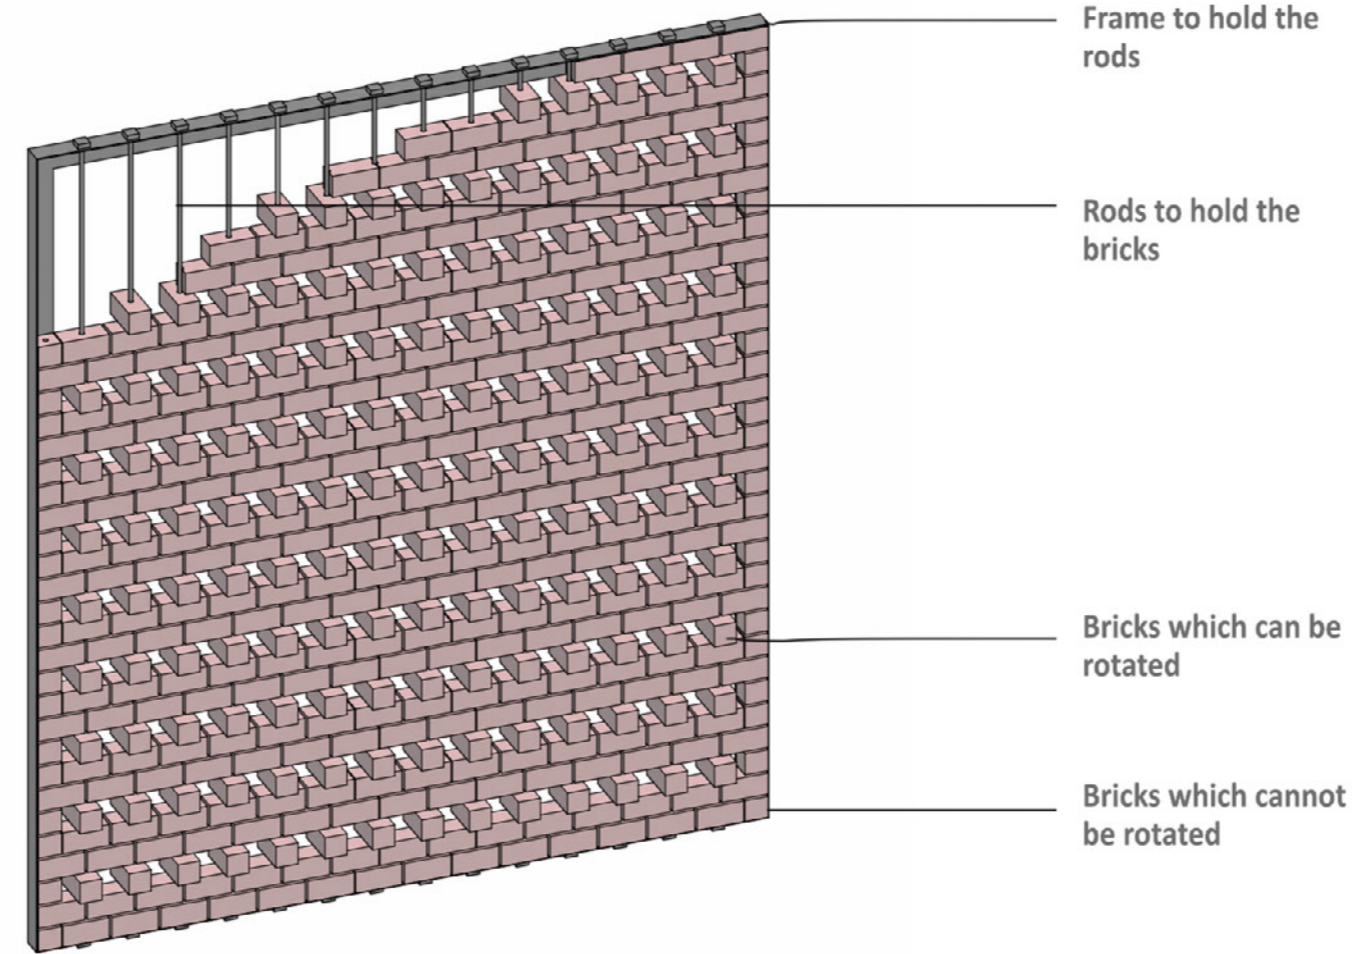 Frame to hold the
rods
Rods to hold the
bricks
Bricks which can be
rotated
Bricks which cannot
be rotated